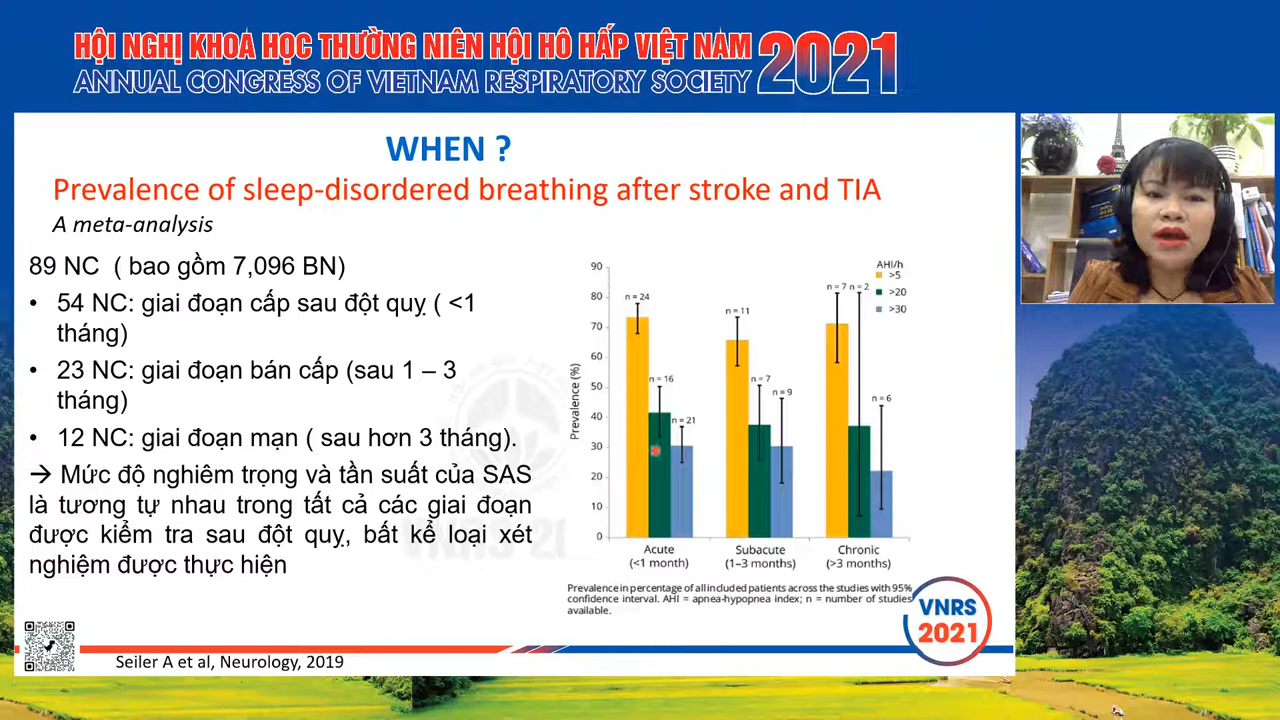 HỘI NGHỊ KHOA HỌC THƯỜNG NIÊN HỘI HÔ HẤP VIỆT NAM 2021
ANNUAL CONGRESS OF VIETNAM RESPIRATORY SOCIETY
WHEN ?
Prevalence of sleep-disordered breathing after stroke and TIA
A meta-analysis
89 NC ( bao gồm 7,096 BN)
• 54 NC: giai đoạn cấp sau đột quỵ ( <1
tháng)
• 23 NC: giai đoạn bán cấp (sau 1 – 3
tháng)
• 12 NC: giai đoạn mạn ( sau hơn 3 tháng).
→ Mức độ nghiêm trọng và tần suất của SAS
là tương tự nhau trong tất cả các giai đoạn
được kiểm tra sau đột quỵ, bất kể loại xét
nghiệm được thực hiện
AHI/h
>5
>20
>30
Prevalence (%)
90
80
70
60
50
40
30
20
10
0
n = 24
n = 16
n = 21
n = 11
n = 7
n = 9
n = 7
n = 2
n = 6
Acute
(<1 month)
Subacute
(1–3 months)
Chronic
(>3 months)
Prevalence in percentage of all included patients across the studies with 95%
confidence interval. AHI = apnea-hypopnea index; n = number of studies
available.
VNRS
2021
Seiler A et al, Neurology, 2019